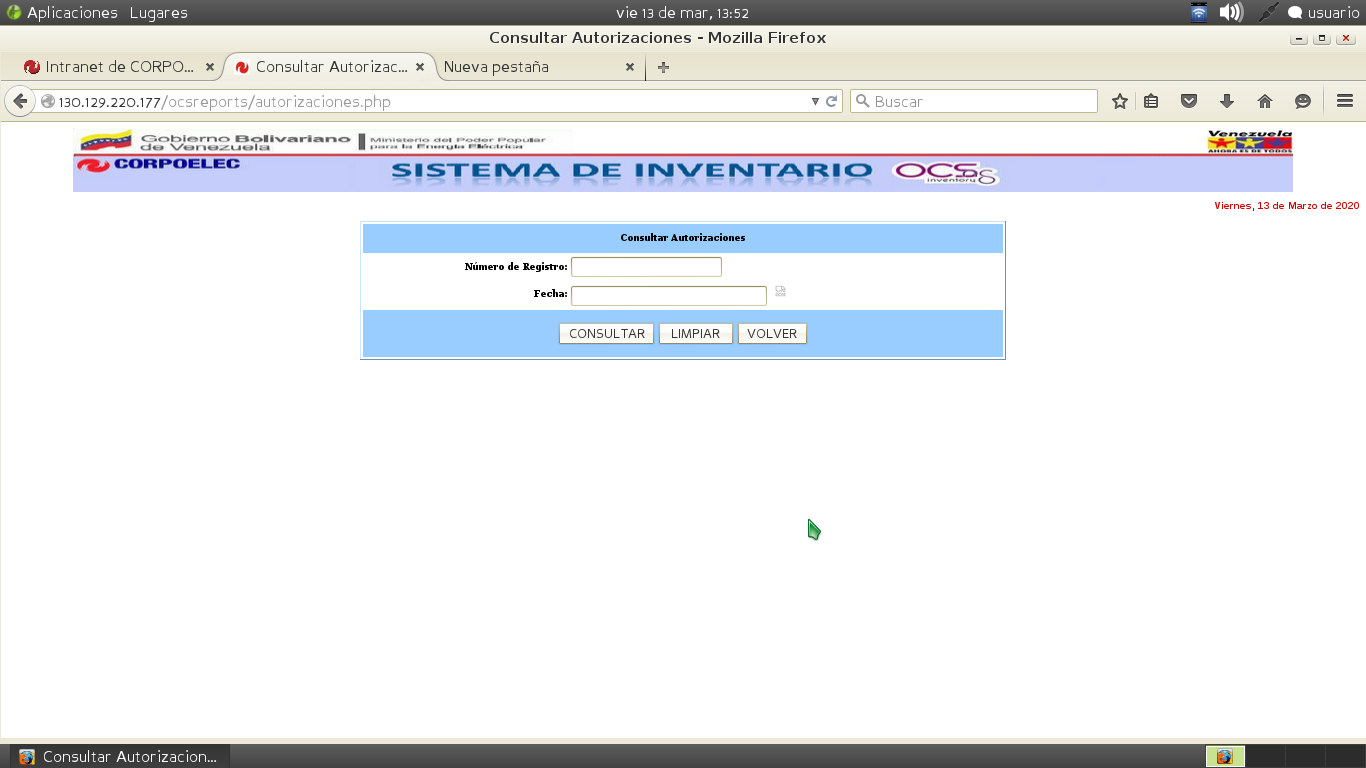 Aplicaciones Lugares vie 13 de mar, 13:52 usuario
Consultar Autorizaciones - Mozilla Firefox
Intranet de CORPO... Consultar Autorizac... Nueva pestaña
130.129.220.177/ocsreports/autorizaciones.php Buscar
Gobierno Bolivariano
de Venezuela
Ministerio del Poder Popular
para la Energía Eléctrica
Venezuela
AHORA ES DE TODOS
CORPOELEC
SISTEMA DE INVENTARIO
OCS
inventory
Viernes, 13 de Marzo de 2020
Consultar Autorizaciones
Número de Registro:
Fecha:
CONSULTAR LIMPIAR VOLVER
Consultar Autorizacion...